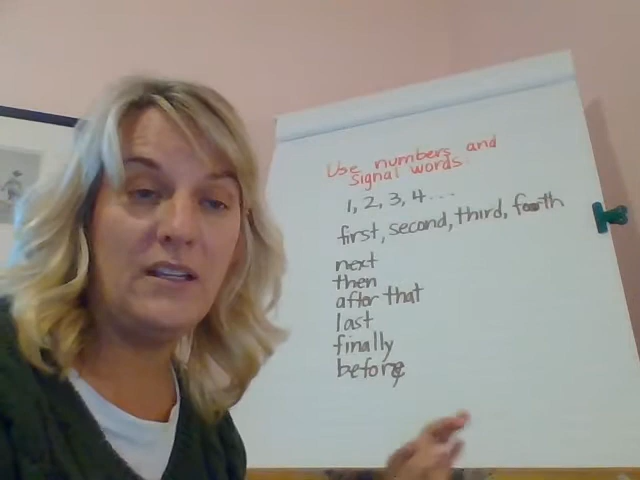 Use numbers and
signal words
1, 2, 3, 4 ...
first, second, third, fourth
next
then
after that
last
finally
before